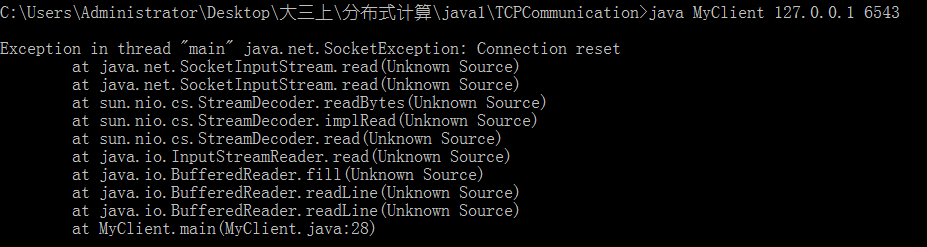 C:\Users\Administrator\Desktop\大三上\分布式计算\java1\TCPCommunication>java MyClient 127.0.0.1 6543
Exception in thread "main" java.net.SocketException: Connection reset
at java.net.SocketInputStream.read(Unknown Source)
at java.net.SocketInputStream.read(Unknown Source)
at sun.nio.cs.StreamDecoder.readBytes(Unknown Source)
at sun.nio.cs.StreamDecoder.implRead(Unknown Source)
at sun.nio.cs.StreamDecoder.read(Unknown Source)
at java.io.InputStreamReader.read(Unknown Source)
at java.io.BufferedReader.fill(Unknown Source)
at java.io.BufferedReader.readLine(Unknown Source)
at java.io.BufferedReader.readLine(Unknown Source)
at MyClient.main(MyClient.java:28)